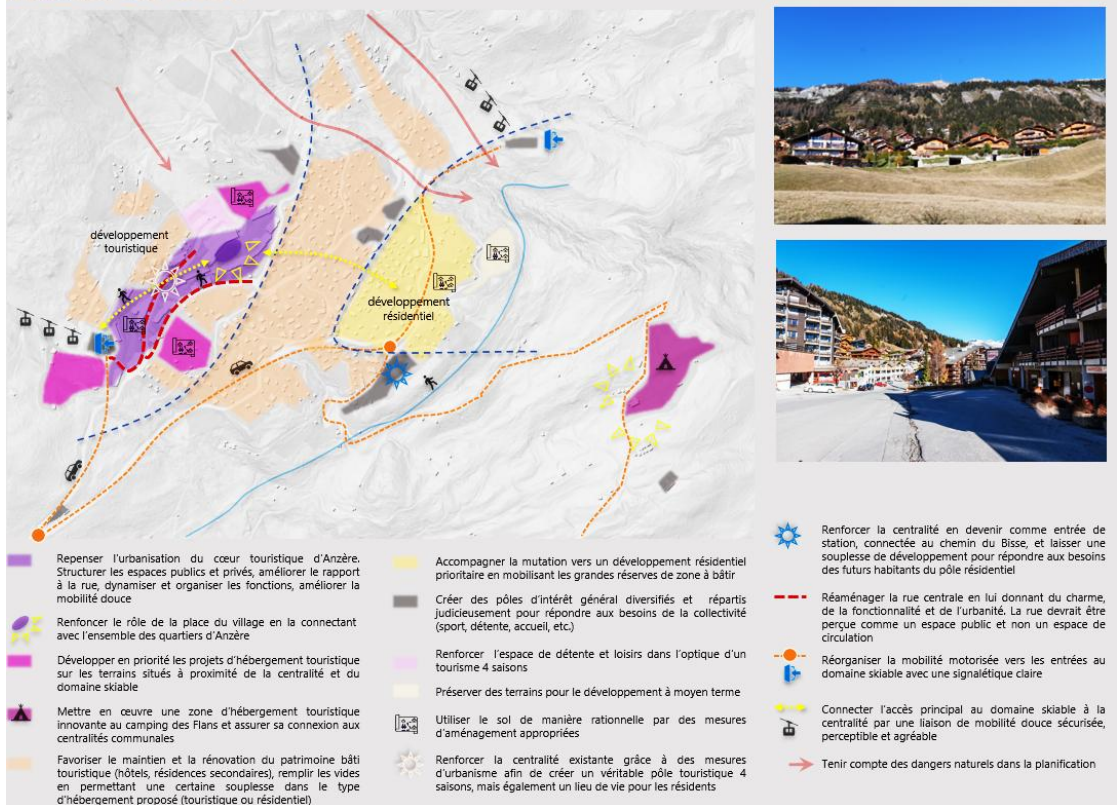 développement
touristique
développement
résidentiel
Repenser l'urbanisation du cœur touristique d'Anzère.
Structurer les espaces publics et privés, améliorer le rapport
à la rue, dynamiser et organiser les fonctions, améliorer la
mobilité douce
Renfoncer le rôle de la place du village en la connectant
avec l'ensemble des quartiers d'Anzère
Développer en priorité les projets d'hébergement touristique
sur les terrains situés à proximité de la centralité et du
domaine skiable
Mettre en œuvre une zone d'hébergement touristique
innovante au camping des Flans et assurer sa connexion aux
centralités communales
Favoriser le maintien et la rénovation du patrimoine bâti
touristique (hôtels, résidences secondaires), remplir les vides
en permettant une certaine souplesse dans le type
d'hébergement proposé (touristique ou résidentiel)
Accompagner la mutation vers un développement résidentiel
prioritaire en mobilisant les grandes réserves de zone à bâtir
Créer des pôles d'intérêt général diversifiés et répartis
judicieusement pour répondre aux besoins de la collectivité
(sport, détente, accueil, etc.)
Renforcer l'espace de détente et loisirs dans l'optique d'un
tourisme 4 saisons
Préserver des terrains pour le développement à moyen terme
Utiliser le sol de manière rationnelle par des mesures
d'aménagement appropriées
Renforcer la centralité existante grâce à des mesures
d'urbanisme afin de créer un véritable pôle touristique 4
saisons, mais également un lieu de vie pour les résidents
Renforcer la centralité en devenir comme entrée de
station, connectée au chemin du Bisse, et laisser une
souplesse de développement pour répondre aux besoins
des futurs habitants du pôle résidentiel
Réaménager la rue centrale en lui donnant du charme,
de la fonctionnalité et de l'urbanité. La rue devrait être
perçue comme un espace public et non un espace de
circulation
Réorganiser la mobilité motorisée vers les entrées au
domaine skiable avec une signalétique claire
Connecter l'accès principal au domaine skiable à la
centralité par une liaison de mobilité douce sécurisée,
perceptible et agréable
Tenir compte des dangers naturels dans la planification